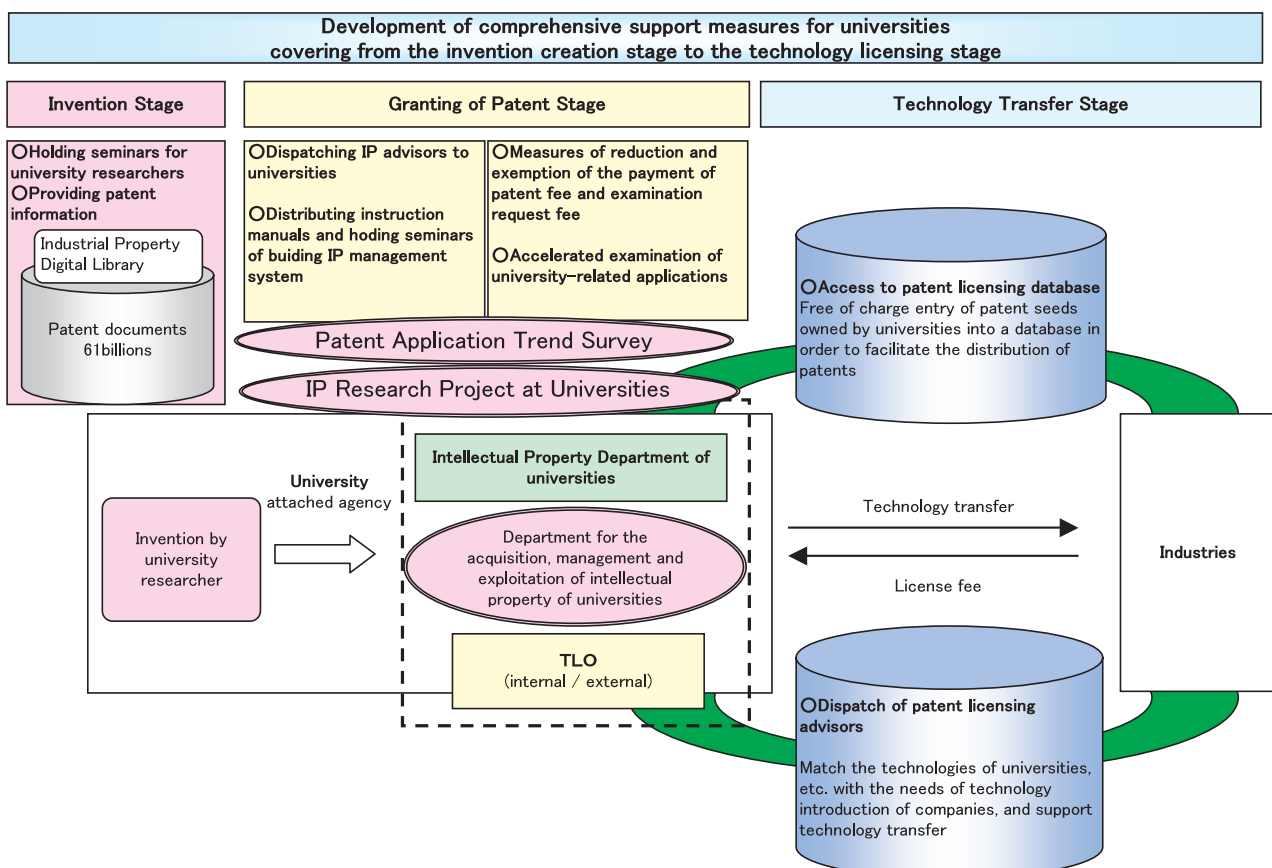 Development of comprehensive support measures for universities
covering from the invention creation stage to the technology licensing stage
Invention Stage
Granting of Patent Stage
Technology Transfer Stage
○Holding seminars for
university researchers
○Providing patent
information
Industrial Property
Digital Library
Patent documents
61billions
○Dispatching IP advisors to
universities
○Distributing instruction
manuals and hoding seminars
of buiding IP management
system
○Measures of reduction and
exemption of the payment of
patent fee and examination
request fee
○Accelerated examination of
university-related applications
Patent Application Trend Survey
IP Research Project at Universities
○Access to patent licensing database
Free of charge entry of patent seeds
owned by universities into a database in
order to facilitate the distribution of
patents
Invention by
university
researcher
University
attached agency
Intellectual Property Department of
universities
Department for the
acquisition, management and
exploitation of intellectual
property of universities
TLO
(internal / external)
Technology transfer
License fee
Industries
○Dispatch of patent licensing
advisors
Match the technologies of universities,
etc. with the needs of technology
introduction of companies, and support
technology transfer